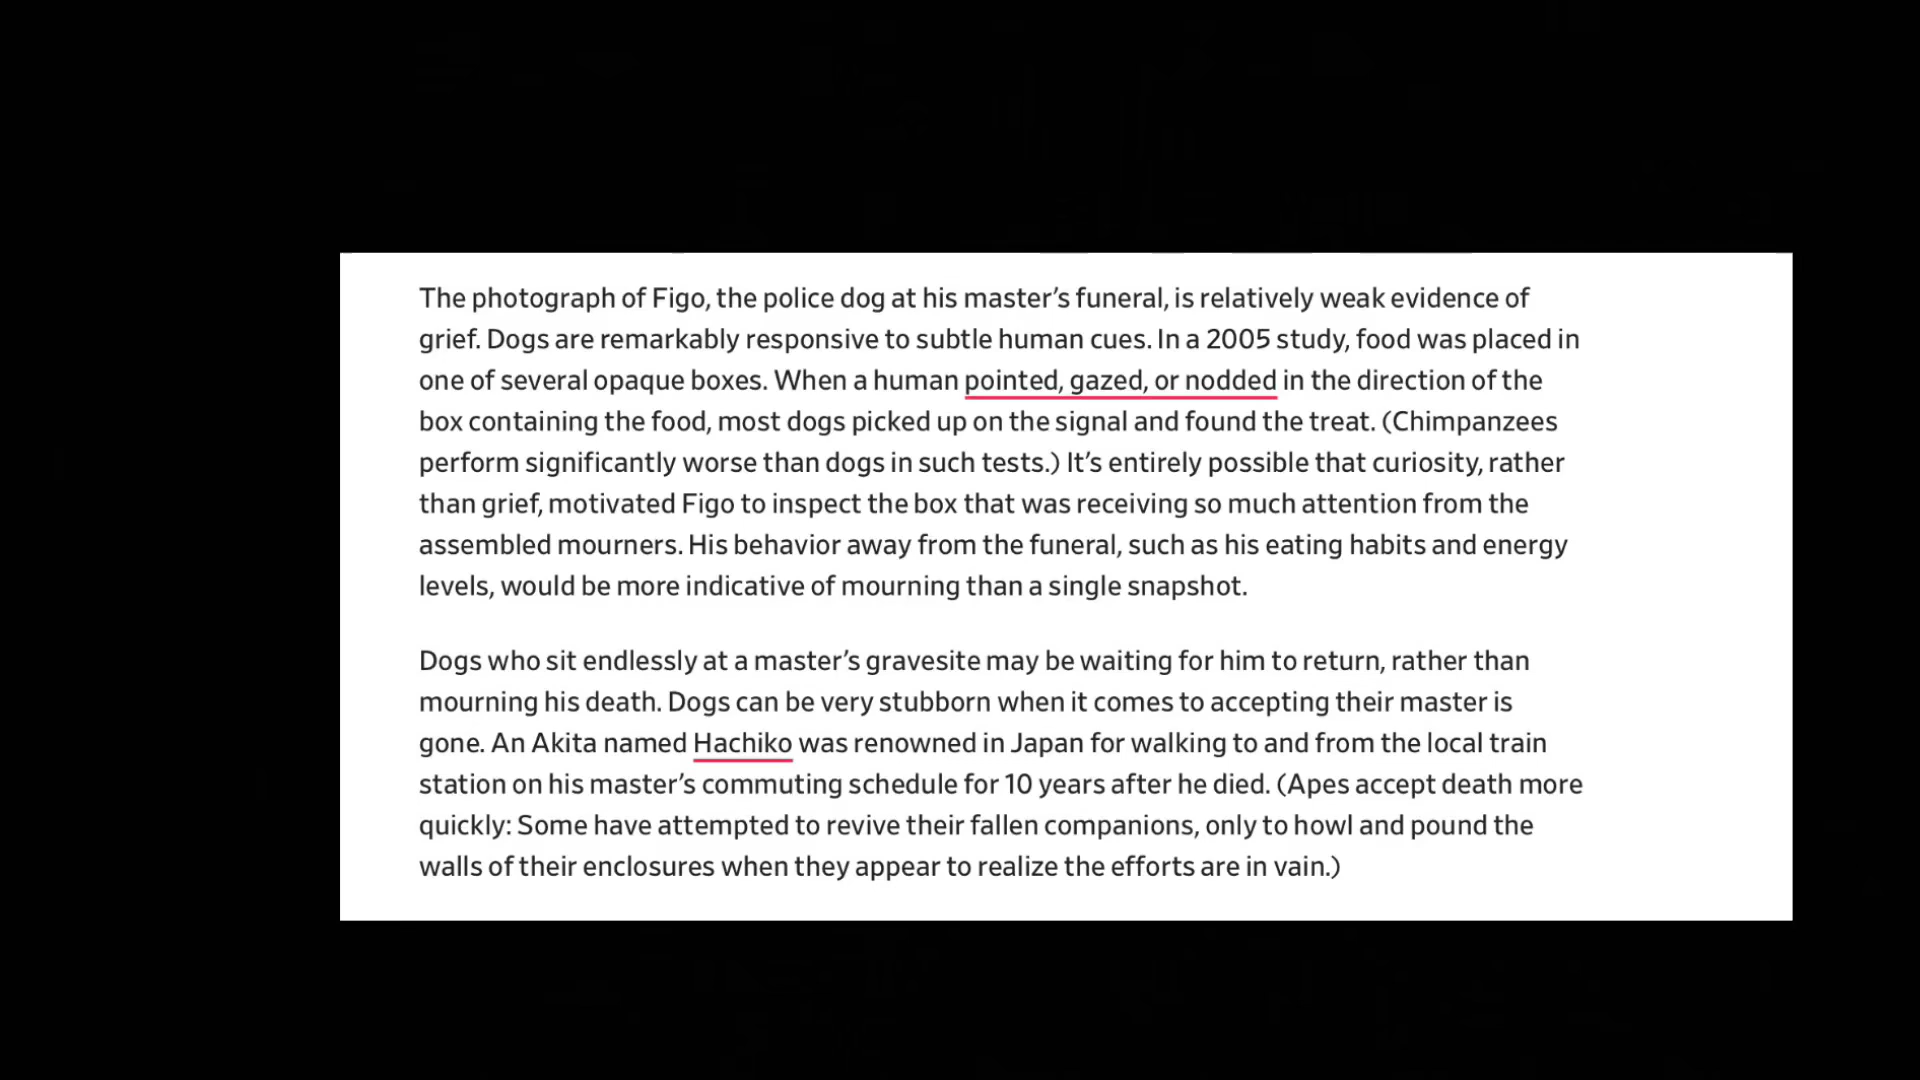 The photograph of Figo, the police dog at his master’s funeral, is relatively weak evidence of
grief. Dogs are remarkably responsive to subtle human cues. In a 2005 study, food was placed in
one of several opaque boxes. When a human pointed, gazed, or nodded in the direction of the
box containing the food, most dogs picked up on the signal and found the treat. (Chimpanzees
perform significantly worse than dogs in such tests.) It’s entirely possible that curiosity, rather
than grief, motivated Figo to inspect the box that was receiving so much attention from the
assembled mourners. His behavior away from the funeral, such as his eating habits and energy
levels, would be more indicative of mourning than a single snapshot.
Dogs who sit endlessly at a master’s gravesite may be waiting for him to return, rather than
mourning his death. Dogs can be very stubborn when it comes to accepting their master is
gone. An Akita named Hachiko was renowned in Japan for walking to and from the local train
station on his master’s commuting schedule for 10 years after he died. (Apes accept death more
quickly: Some have attempted to revive their fallen companions, only to howl and pound the
walls of their enclosures when they appear to realize the efforts are in vain.)